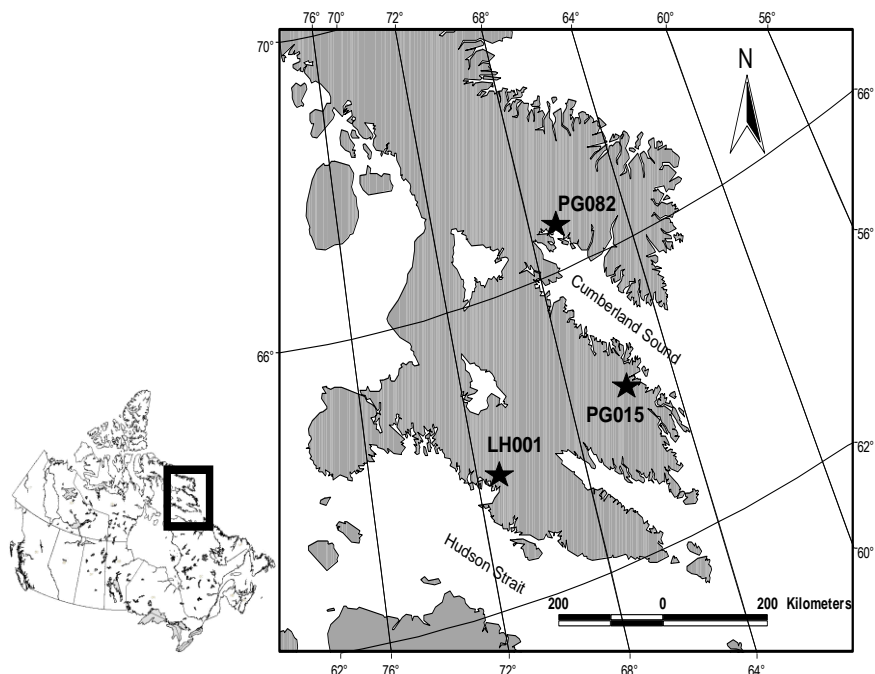 76° 70° 72° 68° 64° 60° 56°
70°
N
66°
PG082
56°
Cumberland Sound
66°
PG015
LH001
62°
Hudson Strait
60°
200 0 200 Kilometers
62° 76° 72° 68° 64°